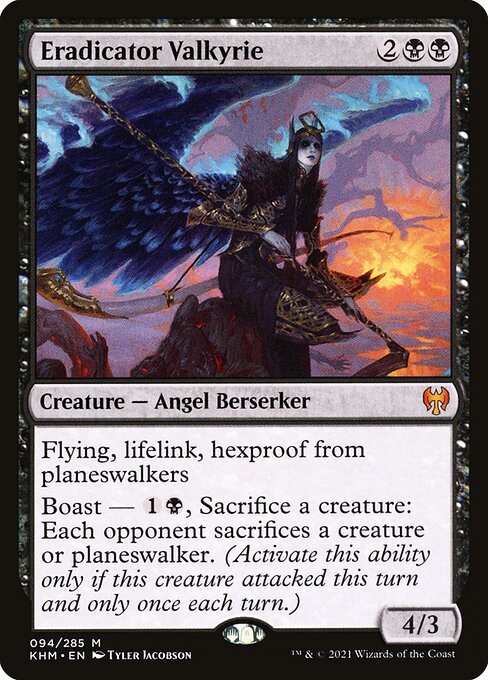 Eradicator Valkyrie 2
Creature — Angel Berserker
Flying, lifelink, hexproof from
planeswalkers
Boast — 1 , Sacrifice a creature:
Each opponent sacrifices a creature
or planeswalker. (Activate this ability
only if this creature attacked this turn
and only once each turn.)
4/3
094/285 M
KHM • EN Tyler Jacobson
™ & © 2021 Wizards of the Coast